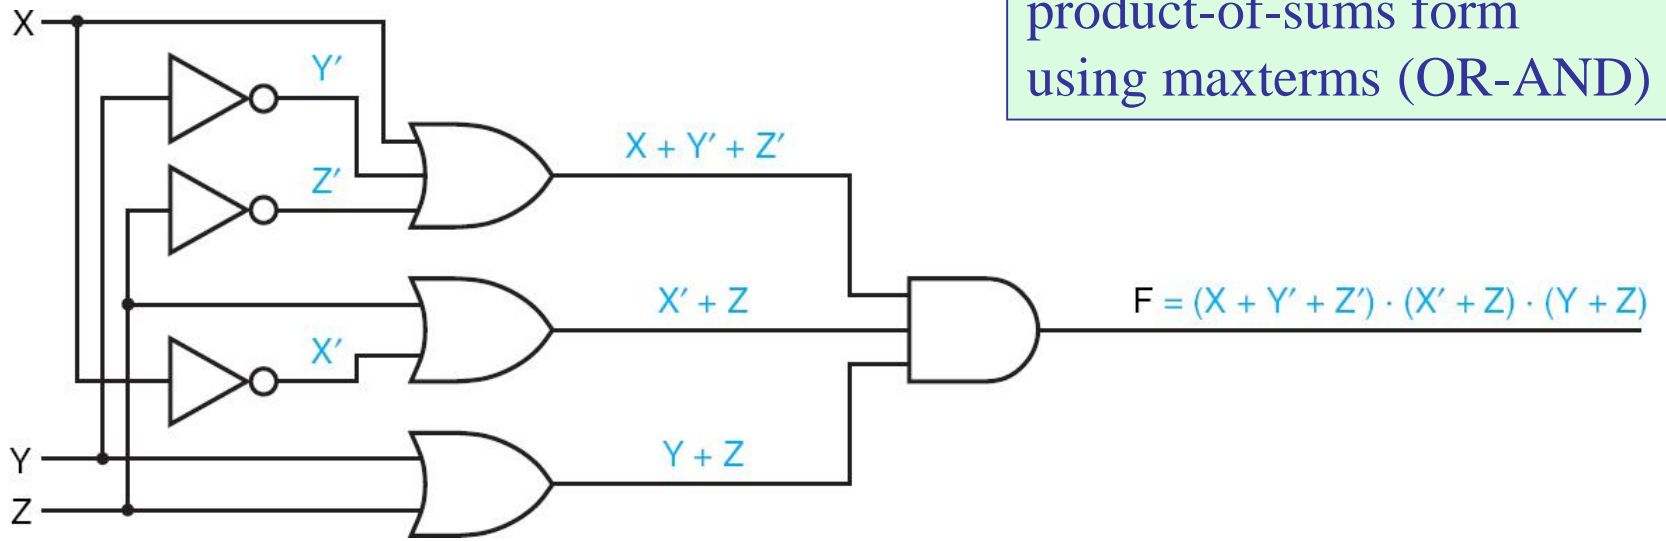 product-of-sums form
using maxterms (OR-AND)
X
Y′
X + Y′ + Z′
Z′
X′ + Z
F = (X + Y′ + Z′) · (X′ + Z) · (Y + Z)
X′
Y
Y + Z
Z